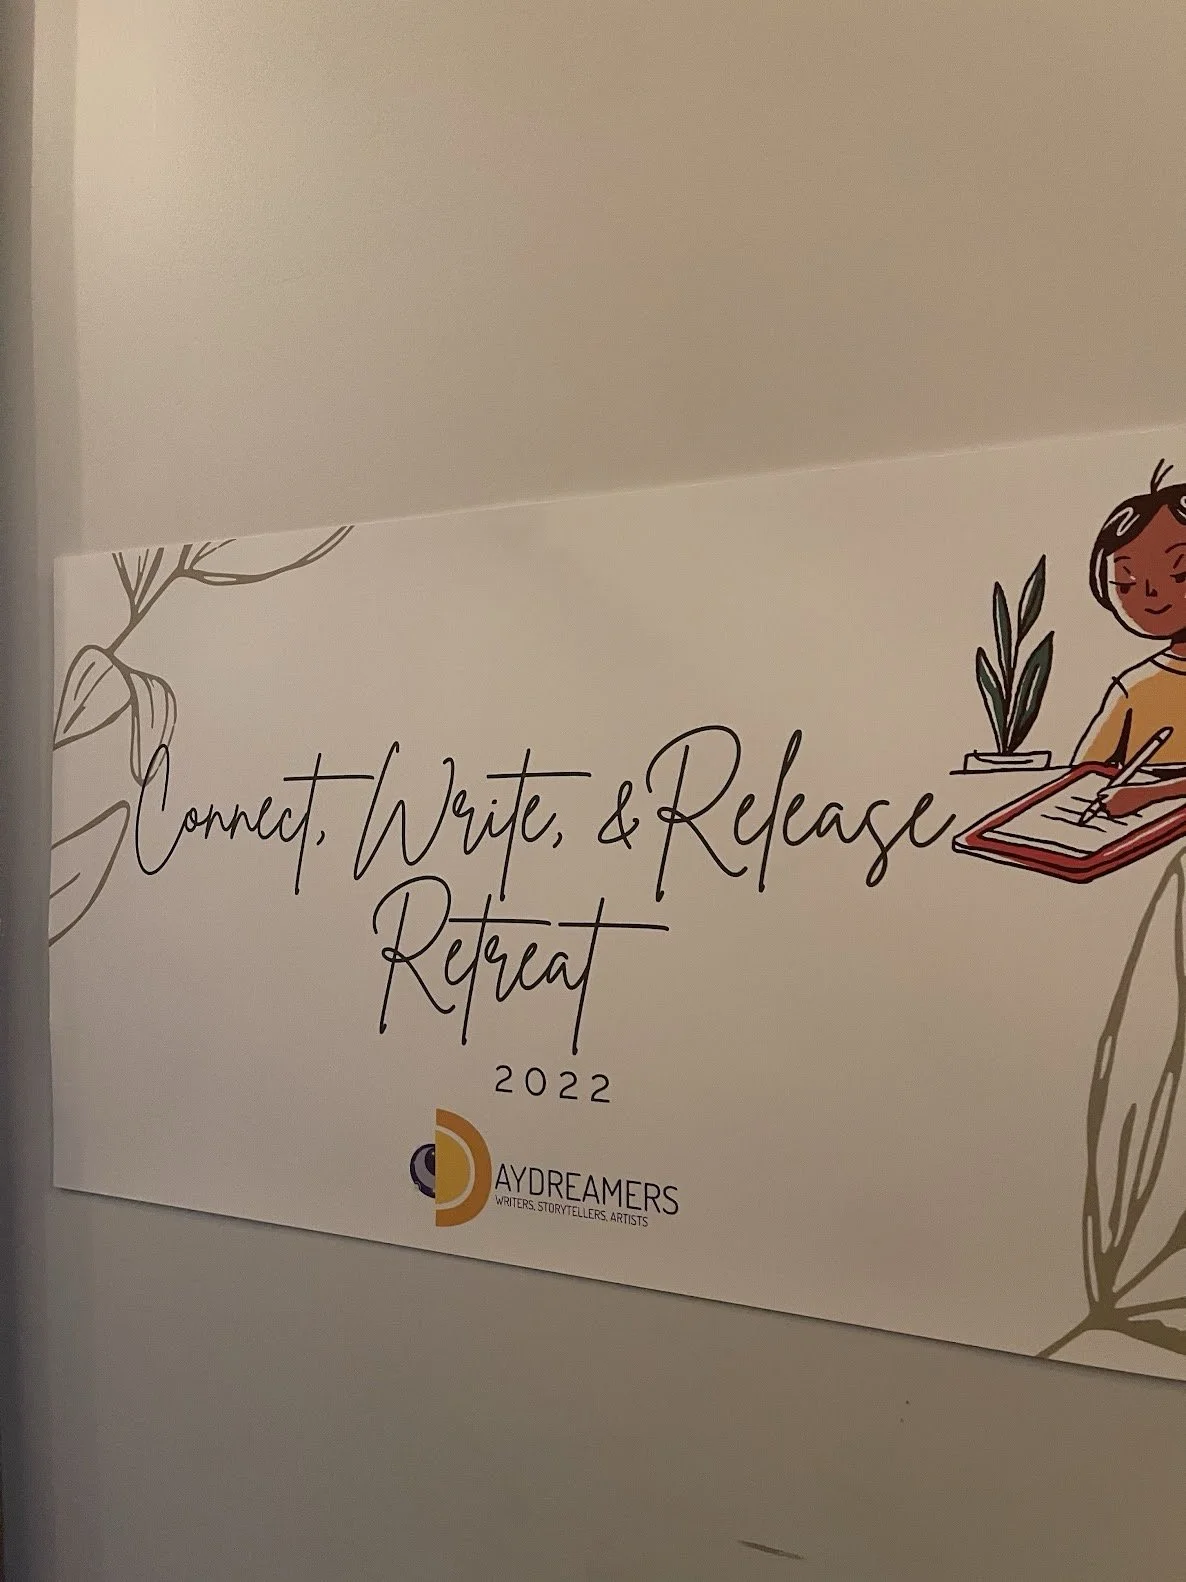 Connect, Write, & Release
Retreat
2022
DAYDREAMERS
WRITERS, STORYTELLERS, ARTISTS